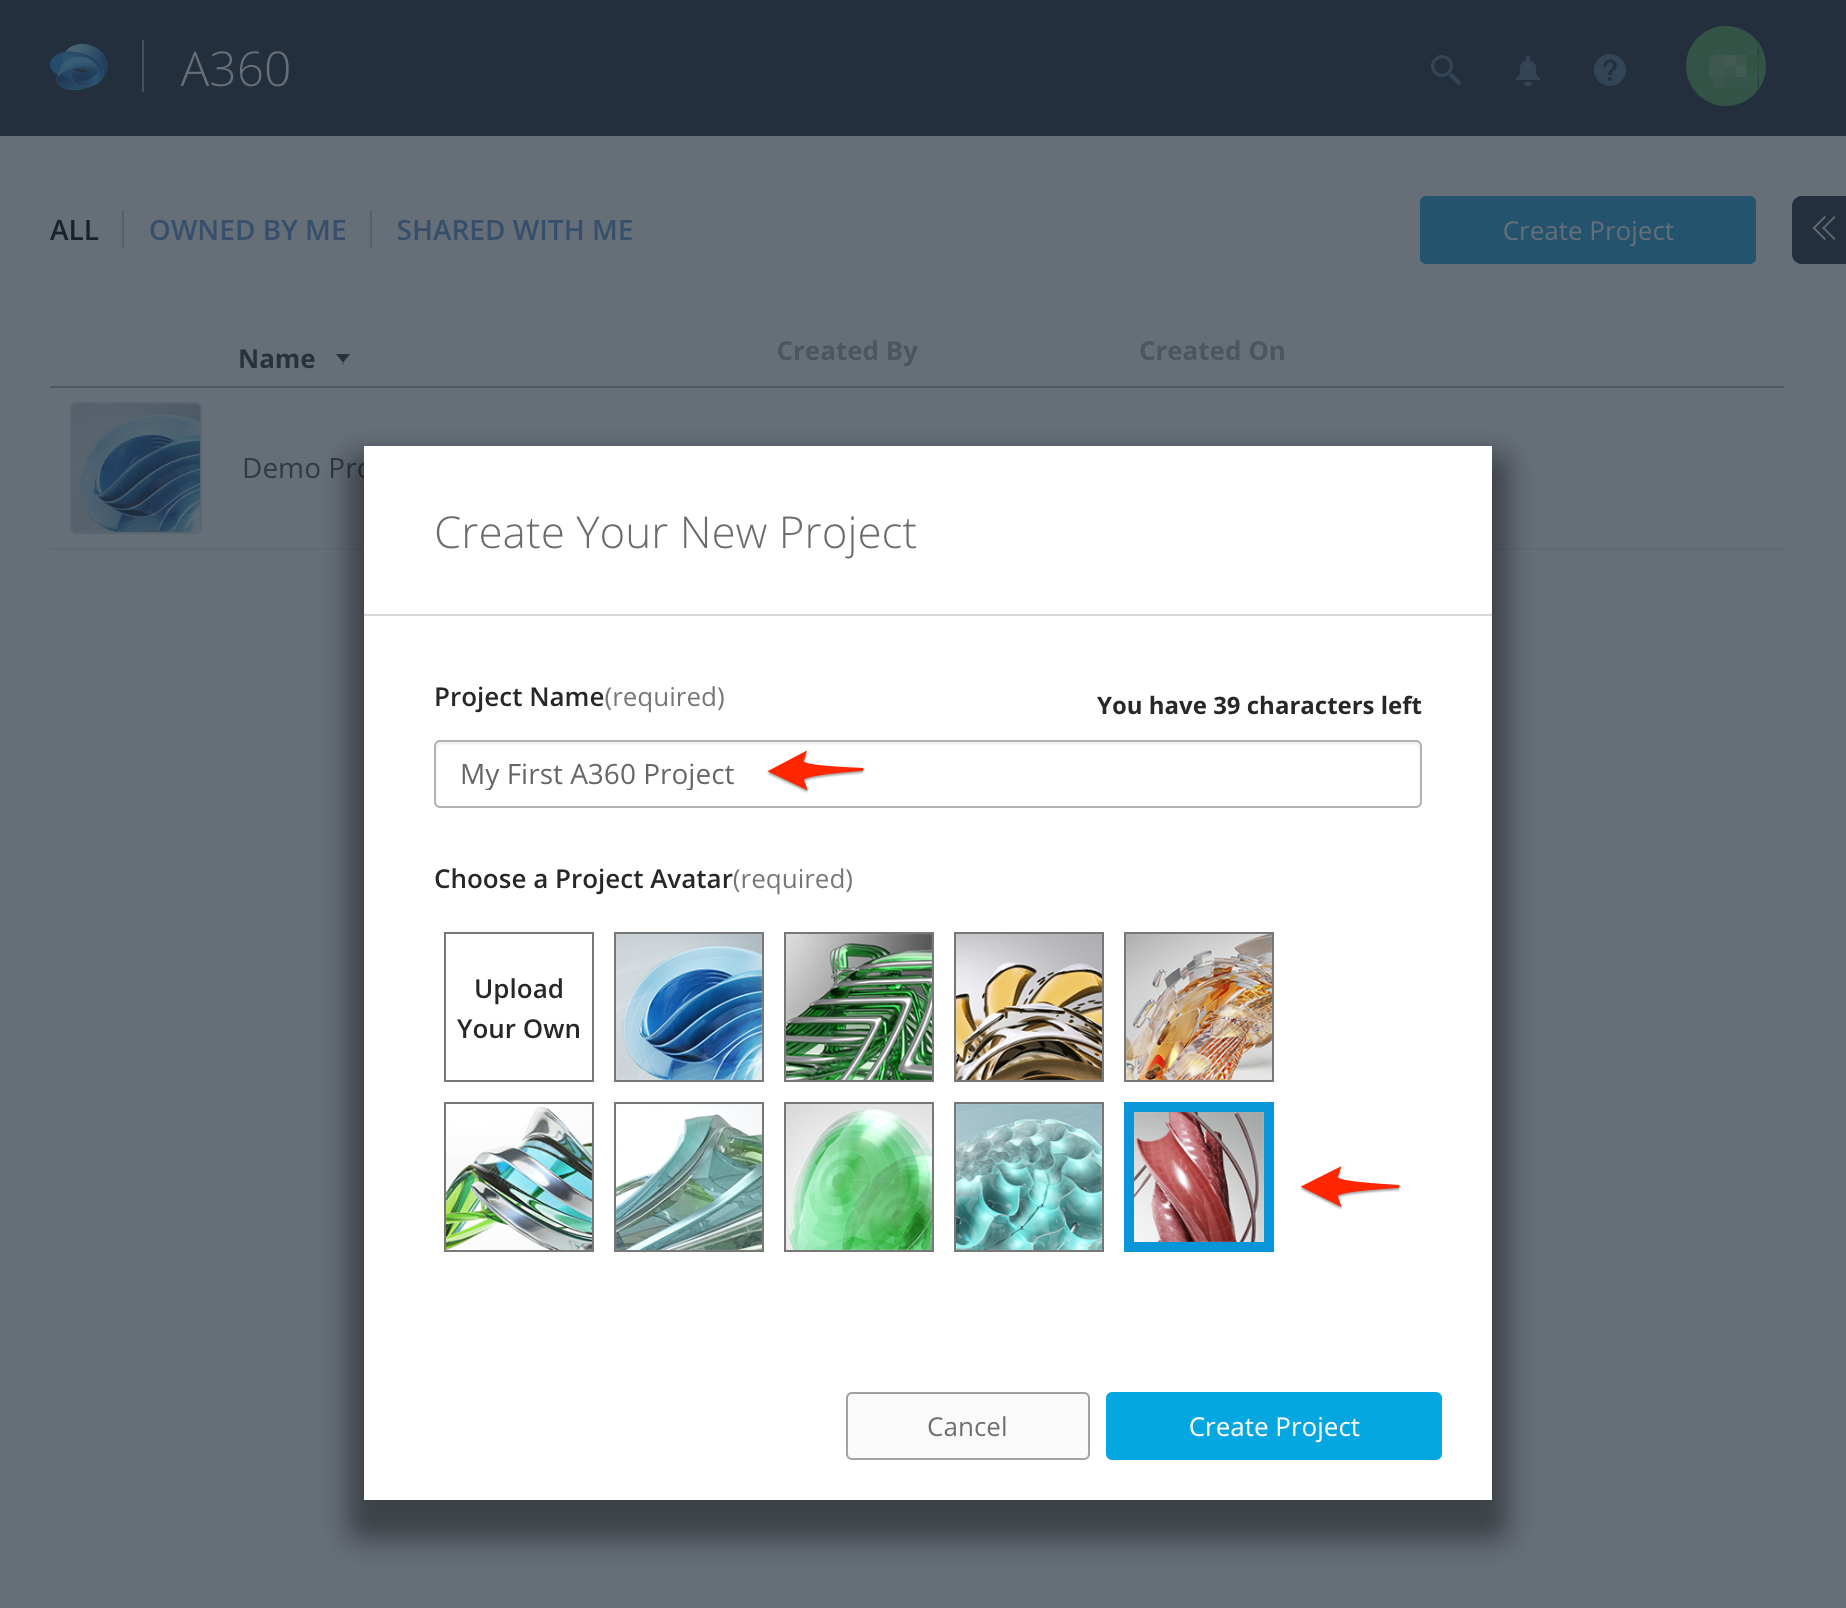 A360
ALL
OWNED BY ME
SHARED WITH ME
Create Project
Name
Created By
Created On
Demo
Create Your New Project
Project Name(required)
You have 39 characters left
My First A360 Project
Choose a Project Avatar(required)
Upload
Your Own
Cancel
Create Project